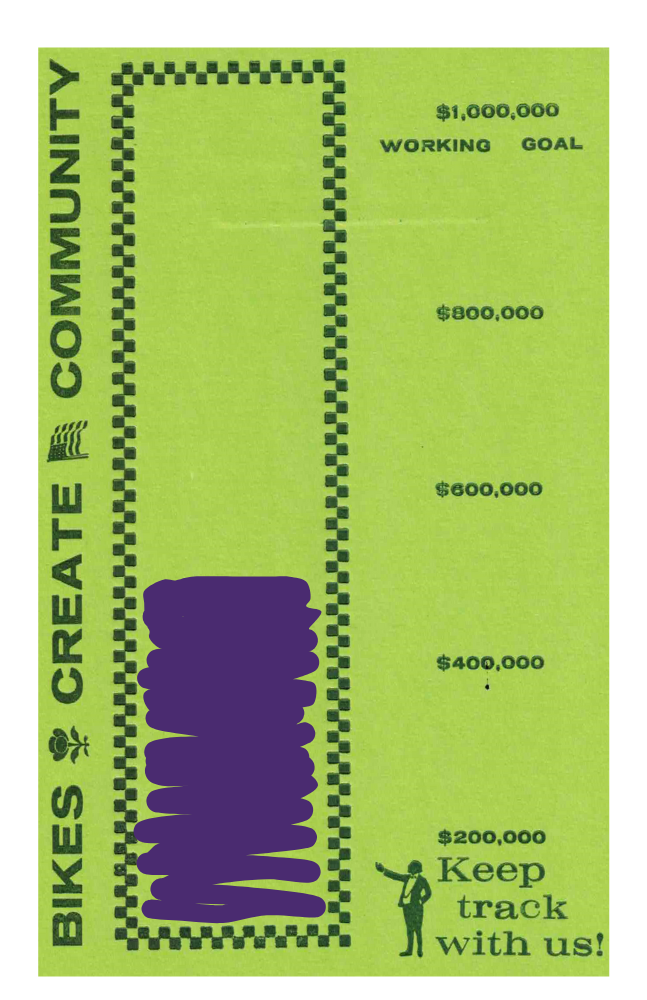 BIKES CREATE COMMUNITY
$1,000,000
WORKING GOAL
$800,000
$600,000
$400,000
$200,000
Keep
track
with us!